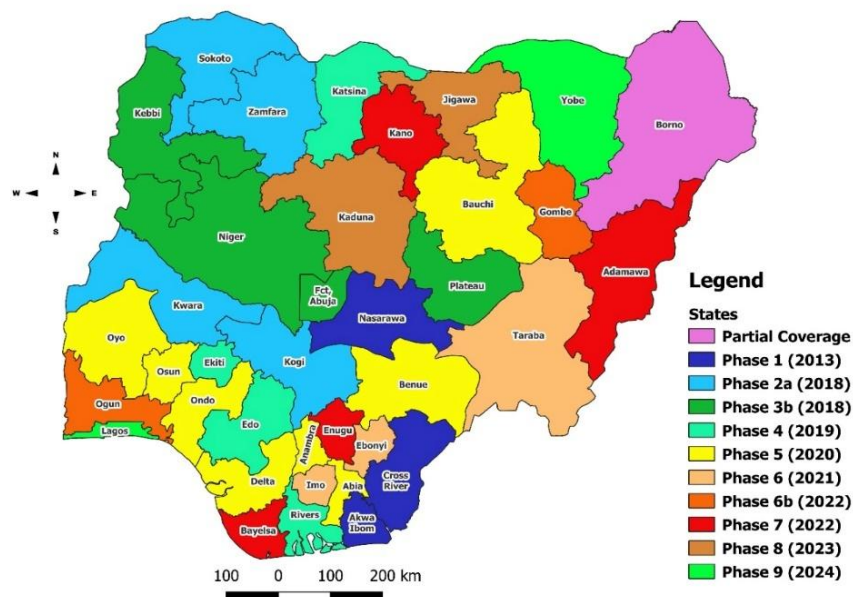 Sokoto
Katsina
Jigawa
Yobe
Kebbi
Zamfara
Kano
Borno
N
W E
S
Kaduna
Bauchi
Gombe
Niger
Adamawa
Fct,
Abuja
Plateau
Kwara
Nasarawa
Taraba
Oyo
Kogi
Ekiti
Osun
Benue
Ogun
Ondo
Edo
Lagos
Anambra
Enugu
Ebonyi
Delta
Imo
Abia
Cross
River
Rivers
Akwa
Ibom
Bayelsa
100 0 100 200 km
Legend
States
Partial Coverage
Phase 1 (2013)
Phase 2a (2018)
Phase 3b (2018)
Phase 4 (2019)
Phase 5 (2020)
Phase 6 (2021)
Phase 6b (2022)
Phase 7 (2022)
Phase 8 (2023)
Phase 9 (2024)